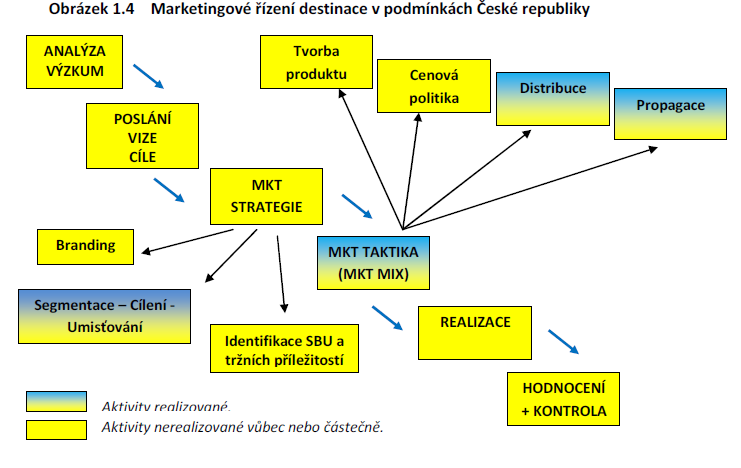 Obrázek 1.4 Marketingové řízení destinace v podmínkách České republiky
ANALÝZA
VÝZKUM
Tvorba
produktu
Cenová
politika
Distribuce
Propagace
POSLÁNÍ
VIZE
CÍLE
MKT
STRATEGIE
Branding
MKT TAKTIKA
(MKT MIX)
Segmentace – Cílení -
Umisťování
Identifikace SBU a
tržních příležitostí
REALIZACE
HODNOCENÍ
+ KONTROLA
Aktivity realizované.
Aktivity nerealizované vůbec nebo částečně.